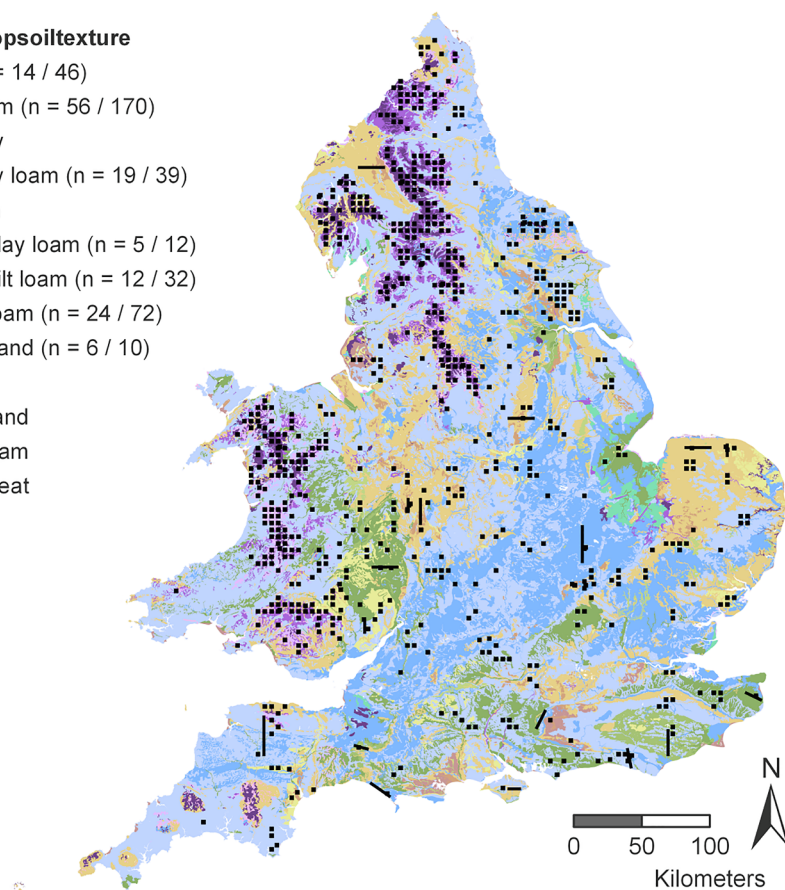 opsoiltexture
= 14 / 46)
m (n = 56 / 170)
y
y loam (n = 19 / 39)
lay loam (n = 5 / 12)
ilt loam (n = 12 / 32)
oam (n = 24 / 72)
and (n = 6 / 10)
and
am
eat
N
0 50 100
Kilometers